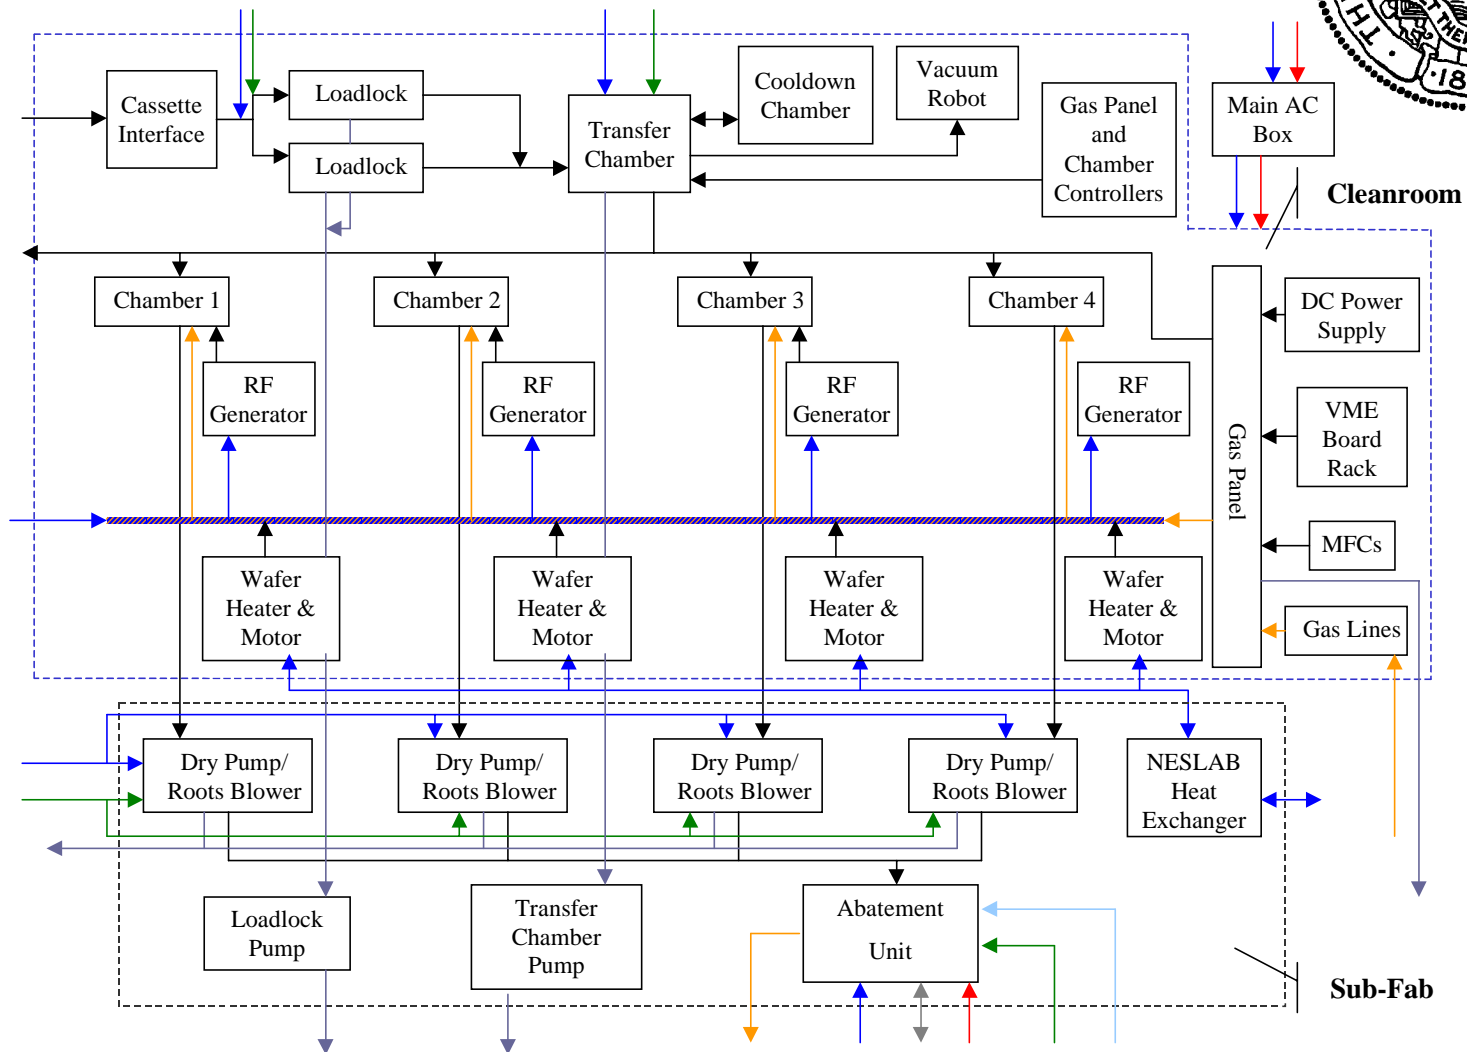 Cassette
Interface
Loadlock
Loadlock
Transfer
Chamber
Cooldown
Chamber
Vacuum
Robot
Gas Panel
and
Chamber
Controllers
Main AC
Box
Cleanroom
Chamber 1
Chamber 2
Chamber 3
Chamber 4
RF
Generator
RF
Generator
RF
Generator
RF
Generator
Gas Panel
DC Power
Supply
VME
Board
Rack
MFCs
Gas Lines
Wafer
Heater &
Motor
Wafer
Heater &
Motor
Wafer
Heater &
Motor
Wafer
Heater &
Motor
Dry Pump/
Roots Blower
Dry Pump/
Roots Blower
Dry Pump/
Roots Blower
Dry Pump/
Roots Blower
NESLAB
Heat
Exchanger
Loadlock
Pump
Transfer
Chamber
Pump
Abatement
Unit
Sub-Fab